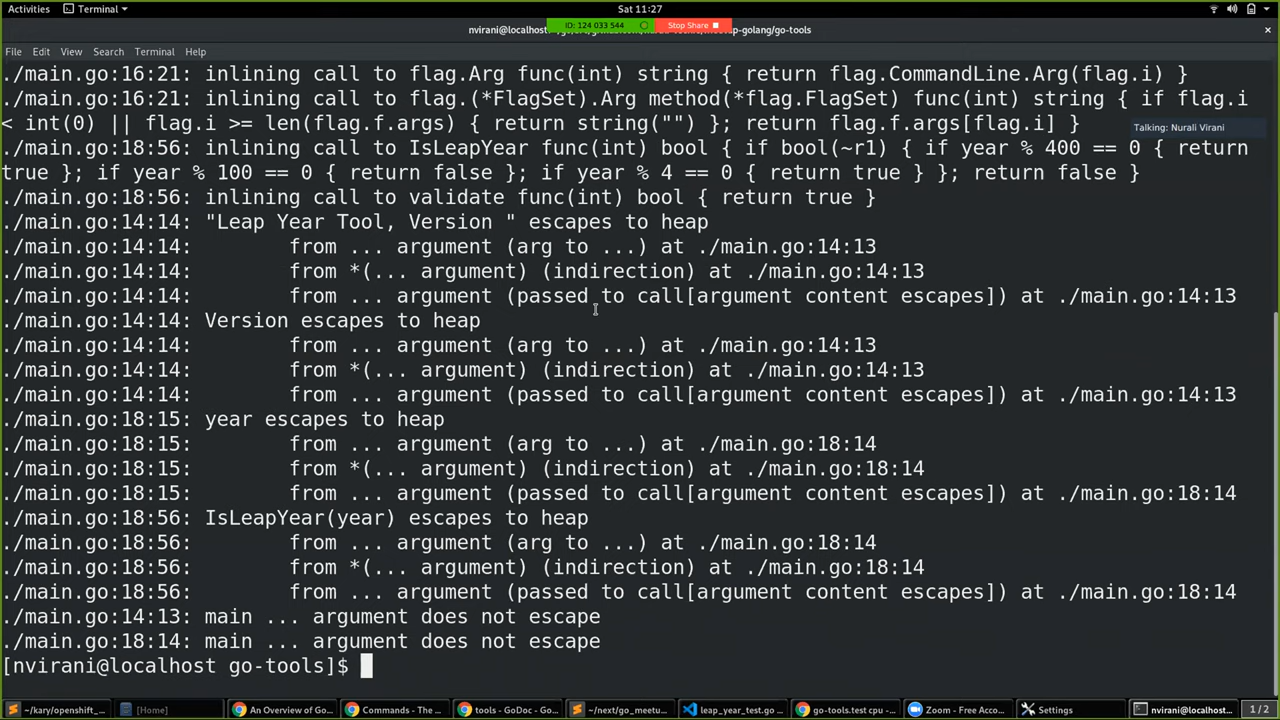 Activities Terminal Sat 11:27
ID: 124 033 544 Stop Share
File Edit View Search Terminal Help
./main.go:16:21: inlining call to flag.Arg func(int) string { return flag.CommandLine.Arg(flag.i) }
./main.go:16:21: inlining call to flag.(*FlagSet).Arg method(*flag.FlagSet) func(int) string { if flag.i
< int(0) || flag.i >= len(flag.f.args) { return string("") }; return flag.f.args[flag.i] }
Talking: Nurali Virani
./main.go:18:56: inlining call to IsLeapYear func(int) bool { if bool(~r1) { if year % 400 == 0 { return
true }; if year % 100 == 0 { return false }; if year % 4 == 0 { return true } }; return false }
./main.go:18:56: inlining call to validate func(int) bool { return true }
./main.go:14:14: "Leap Year Tool, Version " escapes to heap
./main.go:14:14: from ... argument (arg to ...) at ./main.go:14:13
./main.go:14:14: from *(... argument) (indirection) at ./main.go:14:13
./main.go:14:14: from ... argument (passed to call[argument content escapes]) at ./main.go:14:13
./main.go:14:14: Version escapes to heap
./main.go:14:14: from ... argument (arg to ...) at ./main.go:14:13
./main.go:14:14: from *(... argument) (indirection) at ./main.go:14:13
./main.go:14:14: from ... argument (passed to call[argument content escapes]) at ./main.go:14:13
./main.go:18:15: year escapes to heap
./main.go:18:15: from ... argument (arg to ...) at ./main.go:18:14
./main.go:18:15: from *(... argument) (indirection) at ./main.go:18:14
./main.go:18:15: from ... argument (passed to call[argument content escapes]) at ./main.go:18:14
./main.go:18:56: IsLeapYear(year) escapes to heap
./main.go:18:56: from ... argument (arg to ...) at ./main.go:18:14
./main.go:18:56: from *(... argument) (indirection) at ./main.go:18:14
./main.go:18:56: from ... argument (passed to call[argument content escapes]) at ./main.go:18:14
./main.go:14:13: main ... argument does not escape
./main.go:18:14: main ... argument does not escape
[nvirani@localhost go-tools]$
~/kary/openshift_... [Home] An Overview of Go... Commands - The ... tools - GoDoc - Go... ~/next/go_meetu... leap_year_test.go ... go-tools.test cpu -... Zoom - Free Acco... Settings [nvirani@localhost... 1 / 2